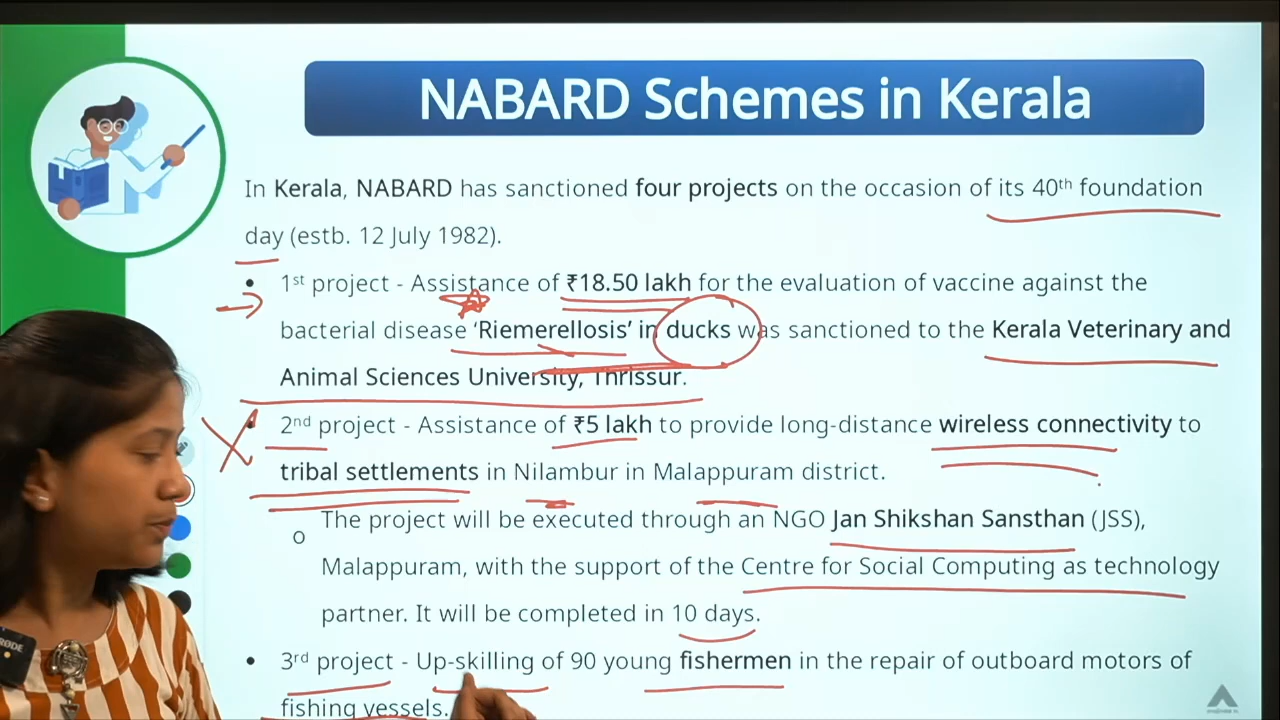 NABARD Schemes in Kerala
In Kerala, NABARD has sanctioned four projects on the occasion of its 40th foundation
day (estb. 12 July 1982).
• 1st project - Assistance of ₹18.50 lakh for the evaluation of vaccine against the
bacterial disease ‘Riemerellosis’ in ducks was sanctioned to the Kerala Veterinary and
Animal Sciences University, Thrissur.
• 2nd project - Assistance of ₹5 lakh to provide long-distance wireless connectivity to
tribal settlements in Nilambur in Malappuram district.
o The project will be executed through an NGO Jan Shikshan Sansthan (JSS),
Malappuram, with the support of the Centre for Social Computing as technology
partner. It will be completed in 10 days.
• 3rd project - Up-skilling of 90 young fishermen in the repair of outboard motors of
fishing vessels.
RØDE